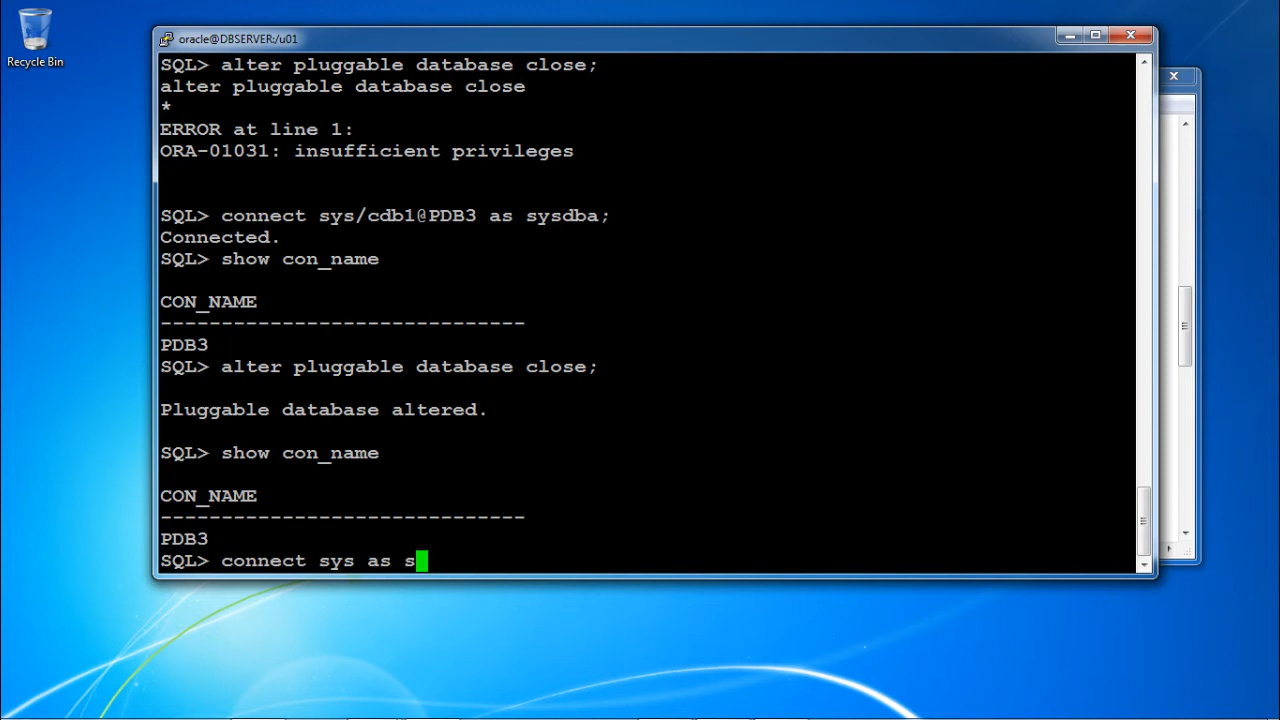 Recycle Bin
oracle@DBSERVER:/u01
SQL> alter pluggable database close;
alter pluggable database close
*
ERROR at line 1:
ORA-01031: insufficient privileges
SQL> connect sys/cdb1@PDB3 as sysdba;
Connected.
SQL> show con_name
CON_NAME
------------------------------
PDB3
SQL> alter pluggable database close;
Pluggable database altered.
SQL> show con_name
CON_NAME
------------------------------
PDB3
SQL> connect sys as s